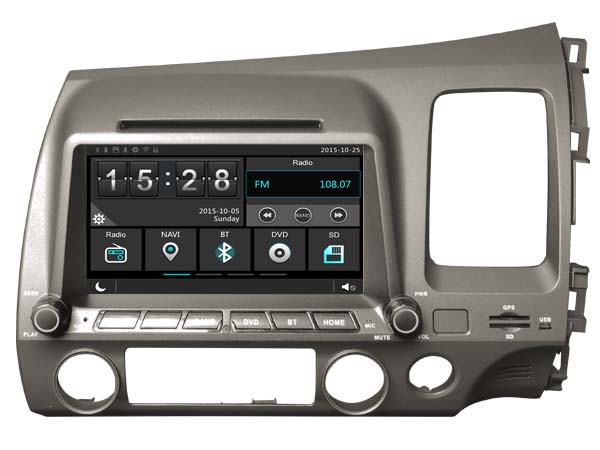 2015-10-25
15:28
2015-10-05
Sunday
Radio
FM 108.07
BAND
Radio NAVI BT DVD SD
SEEK
PLAY
DVD BT HOME
MIC
PWR
MUTE VOL
GPS
SD
USB